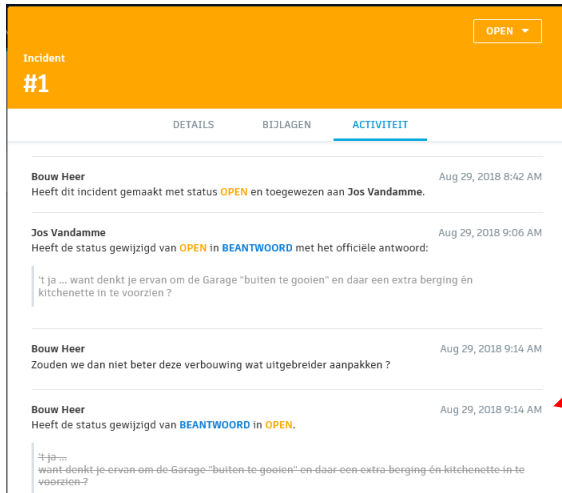 OPEN
Incident
#1
DETAILS BIJLAGEN ACTIVITEIT
Bouw Heer Aug 29, 2018 8:42 AM
Heeft dit incident gemaakt met status OPEN en toegewezen aan Jos Vandamme.
Jos Vandamme Aug 29, 2018 9:06 AM
Heeft de status gewijzigd van OPEN in BEANTWOORD met het officiële antwoord:
't ja ... want denkt je ervan om de Garage "buiten te gooien" en daar een extra berging én
kitchenette in te voorzien ?
Bouw Heer Aug 29, 2018 9:14 AM
Zouden we dan niet beter deze verbouwing wat uitgebreider aanpakken ?
Bouw Heer Aug 29, 2018 9:14 AM
Heeft de status gewijzigd van BEANTWOORD in OPEN.
't ja ...
want denkt je ervan om de Garage "buiten te gooien" en daar een extra berging én kitchenette in te
voorzien ?